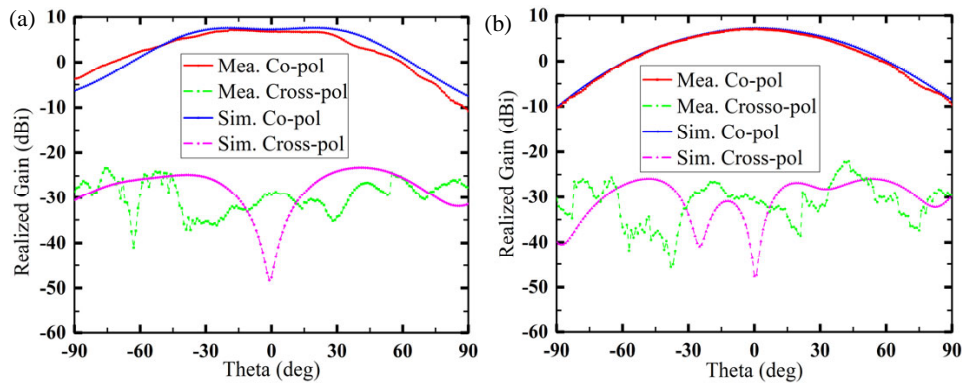 (a)
Realized Gain (dBi)
10
0
-10
-20
-30
-40
-50
-60
Mea. Co-pol
Mea. Cross-pol
Sim. Co-pol
Sim. Cross-pol
-90
-60
-30
0
30
60
90
Theta (deg)
(b)
Realized Gain (dBi)
10
0
-10
-20
-30
-40
-50
-60
Mea. Co-pol
Mea. Crosso-pol
Sim. Co-pol
Sim. Cross-pol
-90
-60
-30
0
30
60
90
Theta (deg)